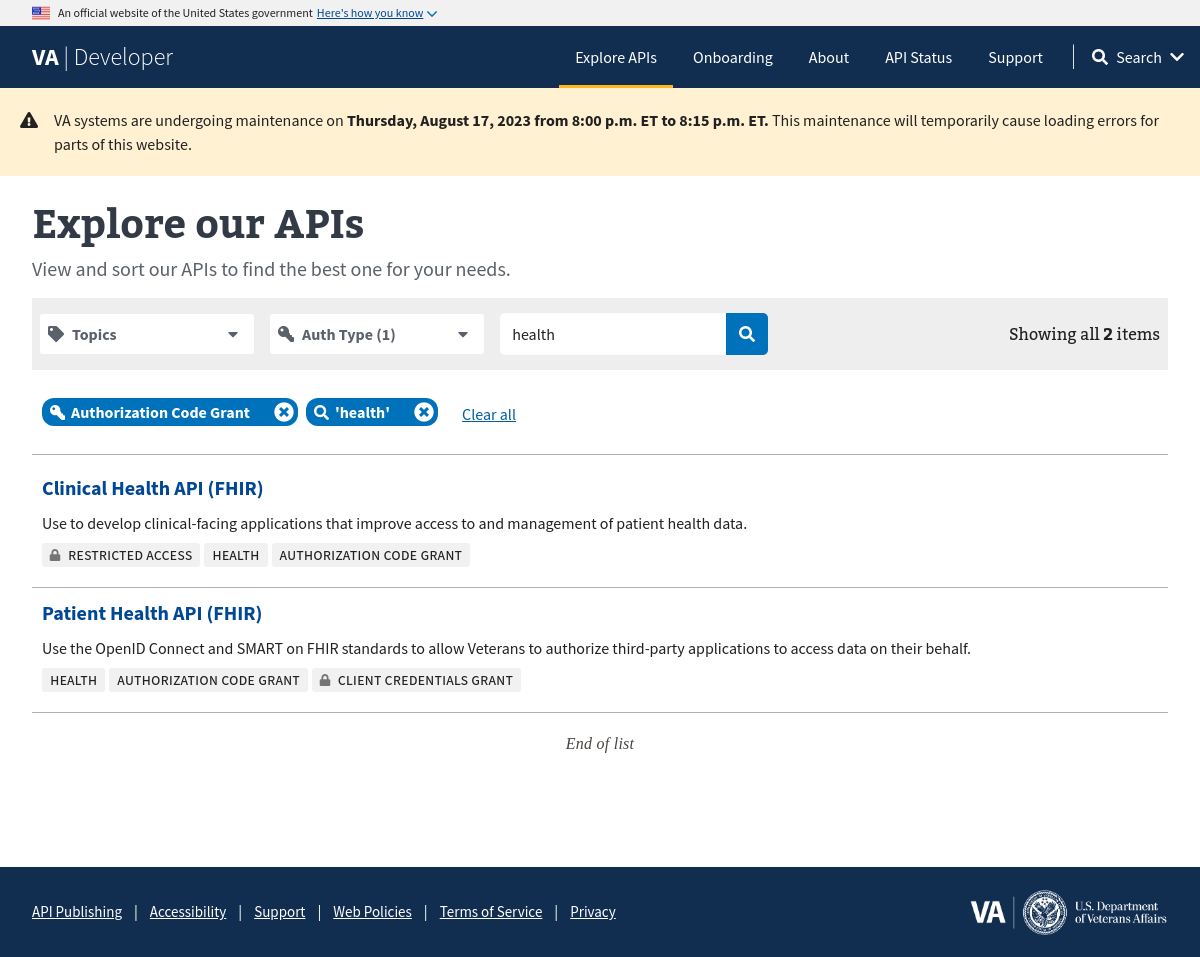 An official website of the United States government Here's how you know
VA | Developer
Explore APIs
Onboarding
About
API Status
Support
Search
VA systems are undergoing maintenance on Thursday, August 17, 2023 from 8:00 p.m. ET to 8:15 p.m. ET. This maintenance will temporarily cause loading errors for
parts of this website.
Explore our APIs
View and sort our APIs to find the best one for your needs.
Topics
Auth Type (1)
health
Showing all 2 items
Authorization Code Grant
'health'
Clear all
Clinical Health API (FHIR)
Use to develop clinical-facing applications that improve access to and management of patient health data.
RESTRICTED ACCESS
HEALTH
AUTHORIZATION CODE GRANT
Patient Health API (FHIR)
Use the OpenID Connect and SMART on FHIR standards to allow Veterans to authorize third-party applications to access data on their behalf.
HEALTH
AUTHORIZATION CODE GRANT
CLIENT CREDENTIALS GRANT
End of list
API Publishing | Accessibility | Support | Web Policies | Terms of Service | Privacy
VA
U.S. Department
of Veterans Affairs